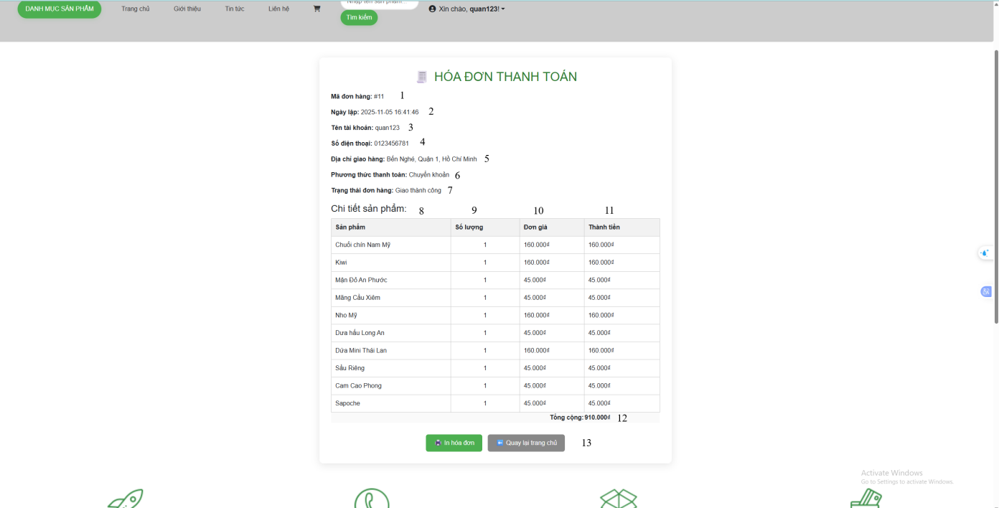 DANH MỤC SẢN PHẨM Trang chủ Giới thiệu Tin tức Liên hệ Nhập tên sản phẩm... Xin chào, quan123!
Tìm kiếm
HÓA ĐƠN THANH TOÁN
Mã đơn hàng: #11 1
Ngày lập: 2025-11-05 16:41:46 2
Tên tài khoản: quan123 3
Số điện thoại: 0123456781 4
Địa chỉ giao hàng: Bến Nghé, Quận 1, Hồ Chí Minh 5
Phương thức thanh toán: Chuyển khoản 6
Trạng thái đơn hàng: Giao thành công 7
Chi tiết sản phẩm: 8 9 10 11
Sản phẩm Số lượng Đơn giá Thành tiền
Chuối chín Nam Mỹ 1 160.000₫ 160.000₫
Kiwi 1 160.000₫ 160.000₫
Mận Đỏ An Phước 1 45.000₫ 45.000₫
Mãng Cầu Xiêm 1 45.000₫ 45.000₫
Nho Mỹ 1 160.000₫ 160.000₫
Dưa hấu Long An 1 45.000₫ 45.000₫
Dứa Mini Thái Lan 1 160.000₫ 160.000₫
Sầu Riêng 1 45.000₫ 45.000₫
Cam Cao Phong 1 45.000₫ 45.000₫
Sapoche 1 45.000₫ 45.000₫
Tổng cộng: 910.000₫ 12
In hóa đơn Quay lại trang chủ 13
Activate Windows
Go to Settings to activate Windows.